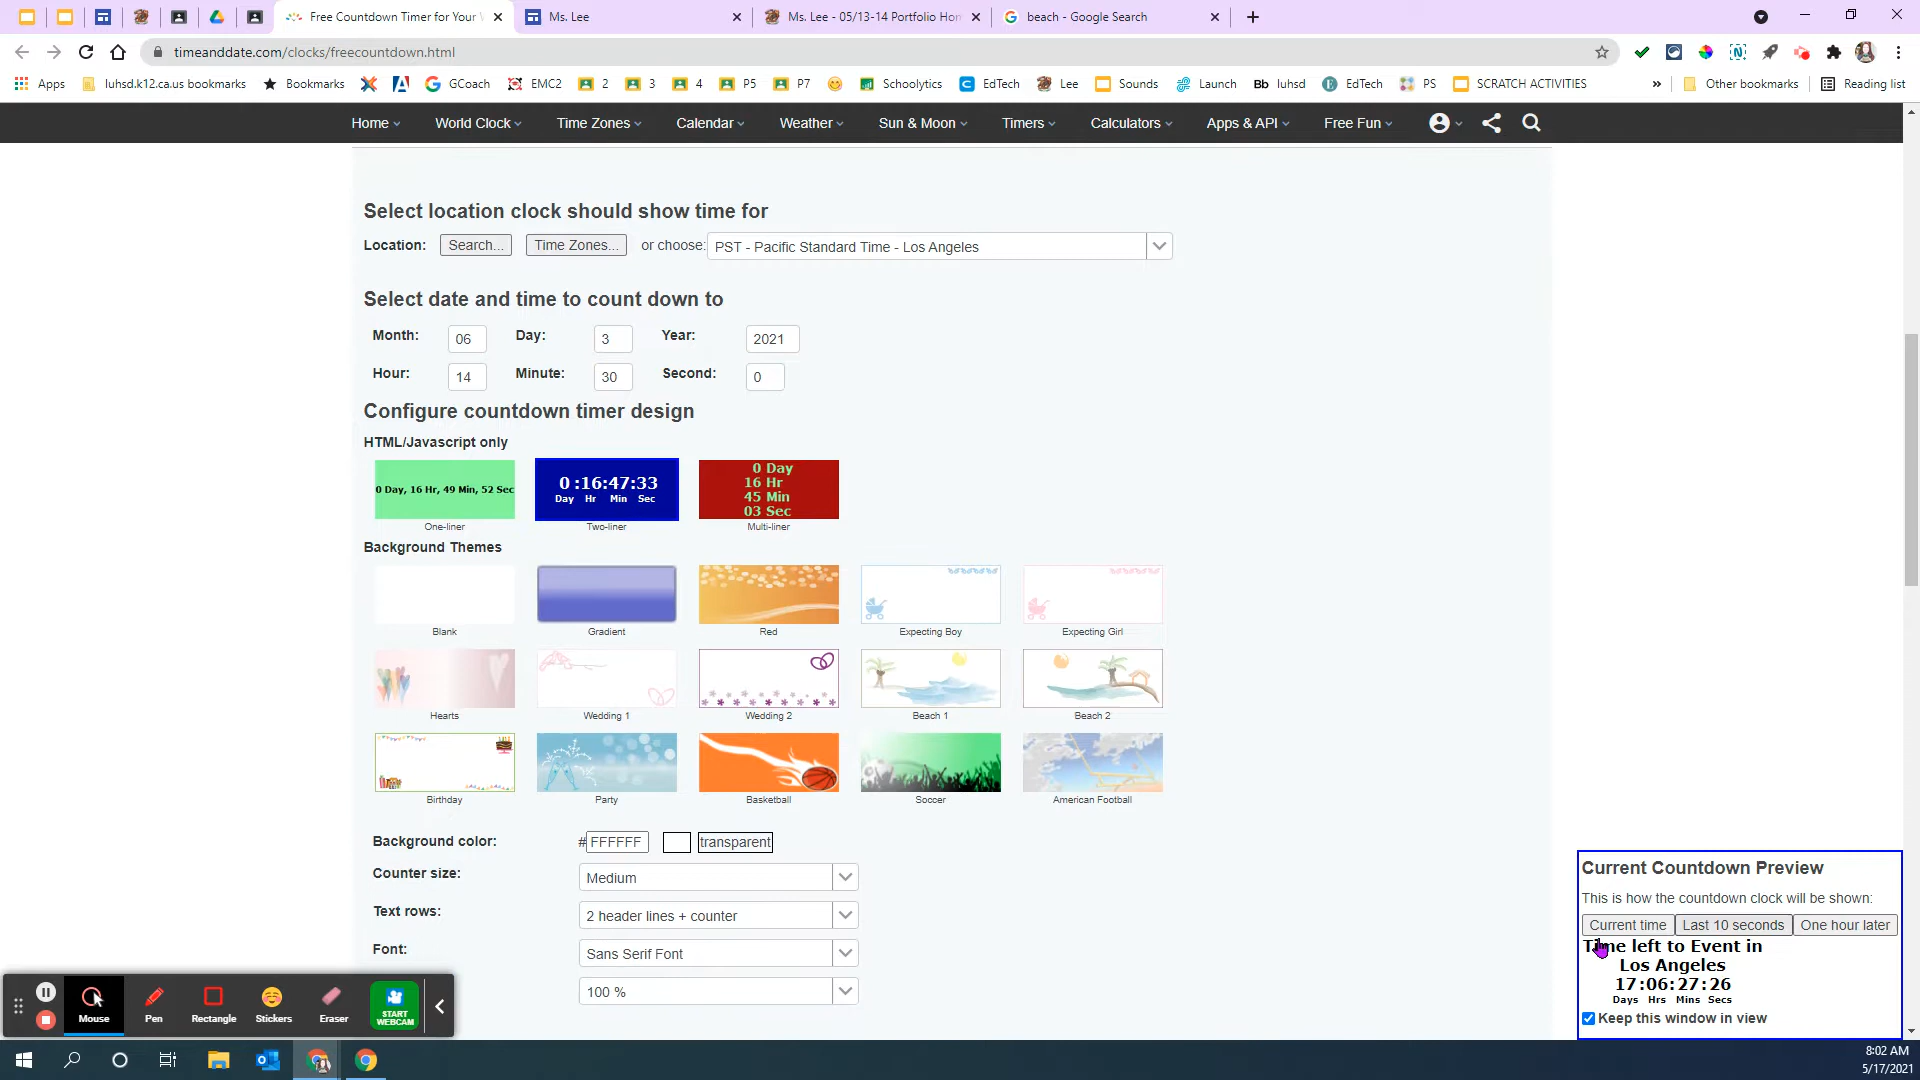 Free Countdown Timer for Your W
Ms. Lee
Ms. Lee - 05/13-14 Portfolio Hom
beach - Google Search
timeanddate.com/clocks/freecountdown.html
Apps
luhsd.k12.ca.us bookmarks
Bookmarks
GCoach
EMC2
2
3
4
P5
P7
Schoolytics
EdTech
Lee
Sounds
Launch
Bb luhsd
EdTech
PS
SCRATCH ACTIVITIES
»
Other bookmarks
Reading list
Home
World Clock
Time Zones
Calendar
Weather
Sun & Moon
Timers
Calculators
Apps & API
Free Fun
Select location clock should show time for
Location: Search... Time Zones... or choose: PST - Pacific Standard Time - Los Angeles
Select date and time to count down to
Month: 06 Day: 3 Year: 2021
Hour: 14 Minute: 30 Second: 0
Configure countdown timer design
HTML/Javascript only
0 Day, 16 Hr, 49 Min, 52 Sec
One-liner
0 :16:47:33
Day Hr Min Sec
Two-liner
0 Day
16 Hr
45 Min
03 Sec
Multi-liner
Background Themes
Blank
Gradient
Red
Expecting Boy
Expecting Girl
Hearts
Wedding 1
Wedding 2
Beach 1
Beach 2
Birthday
Party
Basketball
Soccer
American Football
Background color: # FFFFFF transparent
Counter size: Medium
Text rows: 2 header lines + counter
Font: Sans Serif Font
100 %
Current Countdown Preview
This is how the countdown clock will be shown:
Current time Last 10 seconds One hour later
Time left to Event in
Los Angeles
17:06:27:26
Days Hrs Mins Secs
Keep this window in view
Mouse
Pen
Rectangle
Stickers
Eraser
START
WEBCAM
8:02 AM
5/17/2021